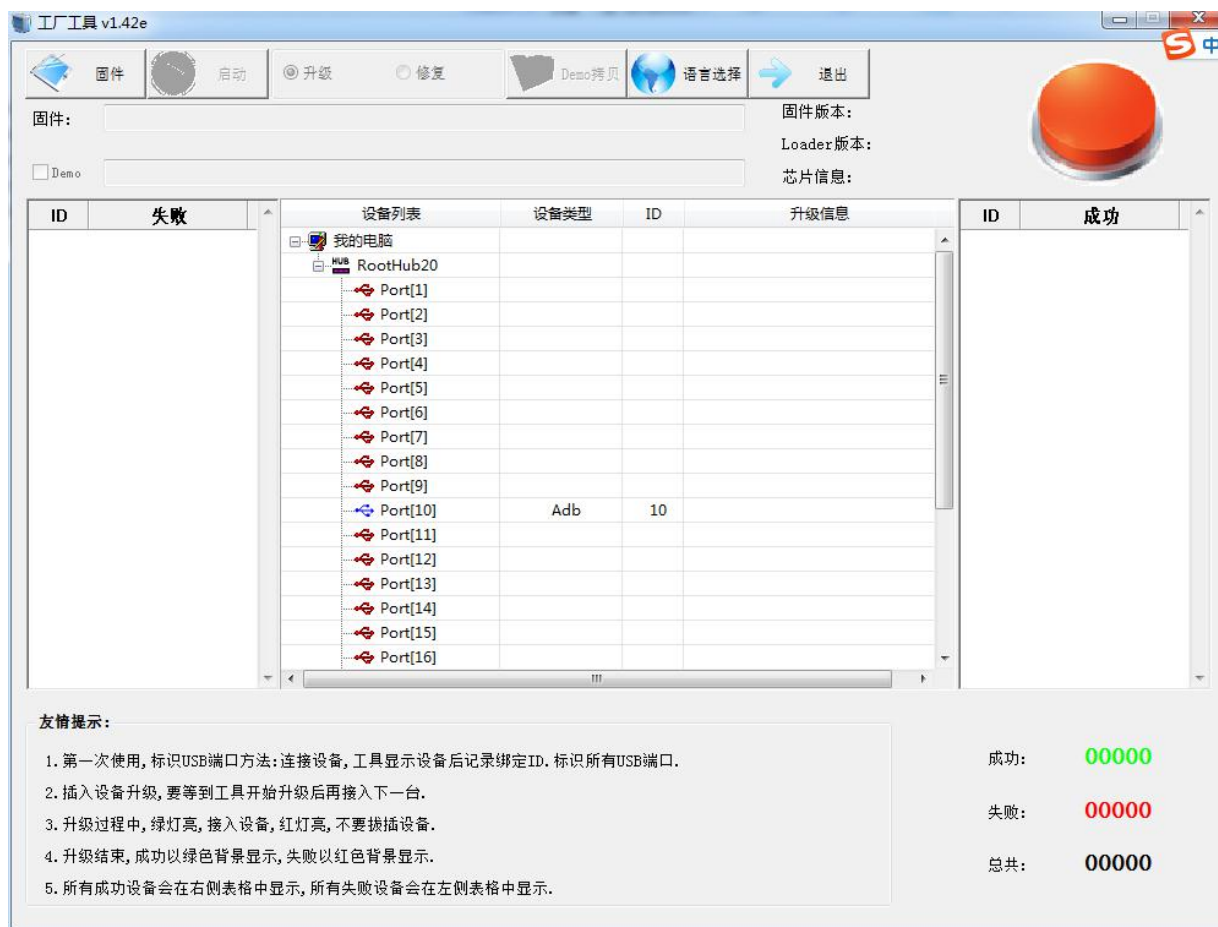 工厂工具 v1.42e
中
固件
启动
升级
修复
Demo拷贝
语言选择
退出
固件:
固件版本:
Loader版本:
Demo
芯片信息:
ID 失败
设备列表 设备类型 ID 升级信息
ID 成功
我的电脑
HUB RootHub20
Port[1]
Port[2]
Port[3]
Port[4]
Port[5]
Port[6]
Port[7]
Port[8]
Port[9]
Port[10] Adb 10
Port[11]
Port[12]
Port[13]
Port[14]
Port[15]
Port[16]
友情提示:
1.第一次使用,标识USB端口方法:连接设备,工具显示设备后记录绑定ID.标识所有USB端口.
2.插入设备升级,要等到工具开始升级后再接入下一台.
3.升级过程中,绿灯亮,接入设备,红灯亮,不要拔插设备.
4.升级结束,成功以绿色背景显示,失败以红色背景显示.
5.所有成功设备会在右侧表格中显示,所有失败设备会在左侧表格中显示.
成功: 00000
失败: 00000
总共: 00000